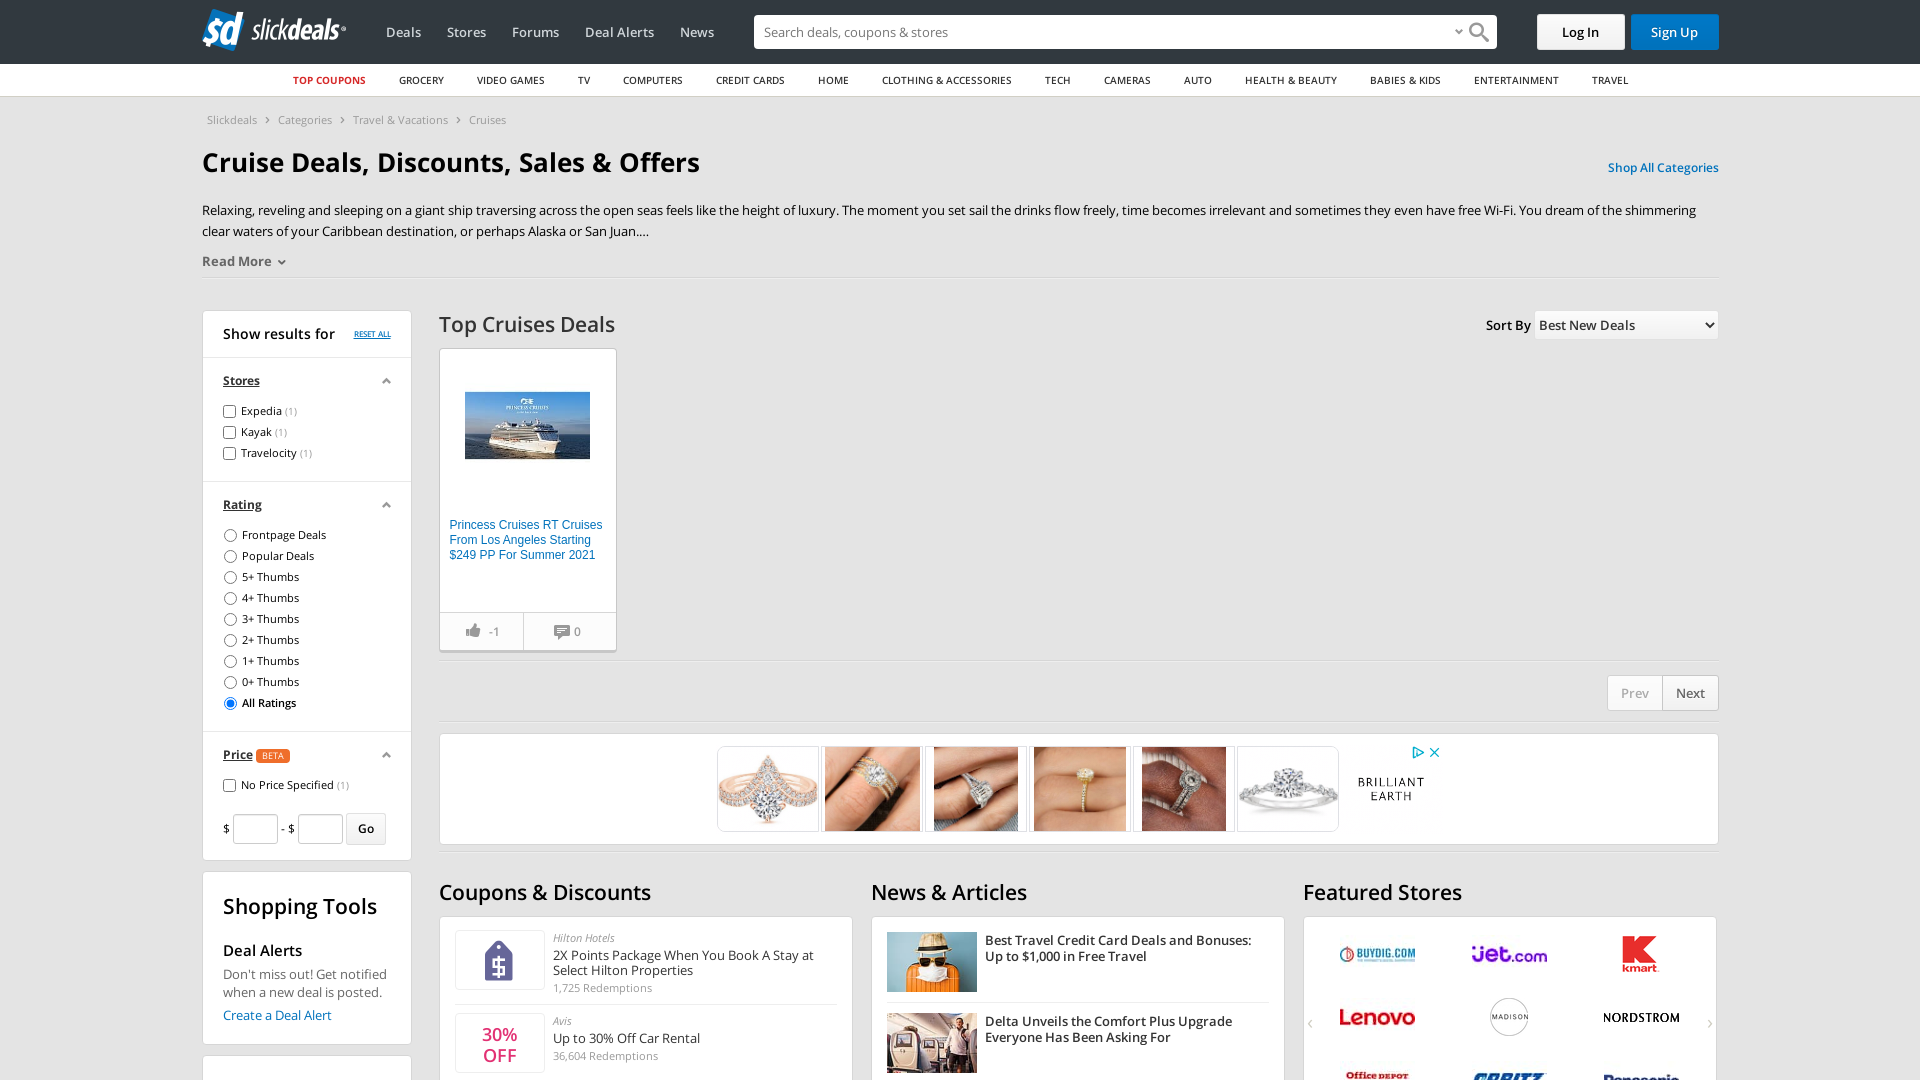 sd slickdeals
Deals
Stores
Forums
Deal Alerts
News
Search deals, coupons & stores
Log In
Sign Up
TOP COUPONS
GROCERY
VIDEO GAMES
TV
COMPUTERS
CREDIT CARDS
HOME
CLOTHING & ACCESSORIES
TECH
CAMERAS
AUTO
HEALTH & BEAUTY
BABIES & KIDS
ENTERTAINMENT
TRAVEL
Slickdeals › Categories › Travel & Vacations › Cruises
Cruise Deals, Discounts, Sales & Offers
Shop All Categories
Relaxing, reveling and sleeping on a giant ship traversing across the open seas feels like the height of luxury. The moment you set sail the drinks flow freely, time becomes irrelevant and sometimes they even have free Wi-Fi. You dream of the shimmering
clear waters of your Caribbean destination, or perhaps Alaska or San Juan....
Read More
Show results for
RESET ALL
Stores
Expedia (1)
Kayak (1)
Travelocity (1)
Rating
Frontpage Deals
Popular Deals
5+ Thumbs
4+ Thumbs
3+ Thumbs
2+ Thumbs
1+ Thumbs
0+ Thumbs
All Ratings
Price BETA
No Price Specified (1)
$ - $ Go
Shopping Tools
Deal Alerts
Don't miss out! Get notified
when a new deal is posted.
Create a Deal Alert
Top Cruises Deals
Sort By Best New Deals
PRINCESS CRUISES
Princess Cruises RT Cruises
From Los Angeles Starting
$249 PP For Summer 2021
-1
0
Prev
Next
BRILLIANT
EARTH
Coupons & Discounts
Hilton Hotels
2X Points Package When You Book A Stay at
Select Hilton Properties
1,725 Redemptions
30%
OFF
Avis
Up to 30% Off Car Rental
36,604 Redemptions
News & Articles
Best Travel Credit Card Deals and Bonuses:
Up to $1,000 in Free Travel
Delta Unveils the Comfort Plus Upgrade
Everyone Has Been Asking For
Featured Stores
BUYDIG.COM
Jet.com
kmart
Lenovo
MADISON
NORDSTROM
Office DEPOT
ORBITZ
Panasonic